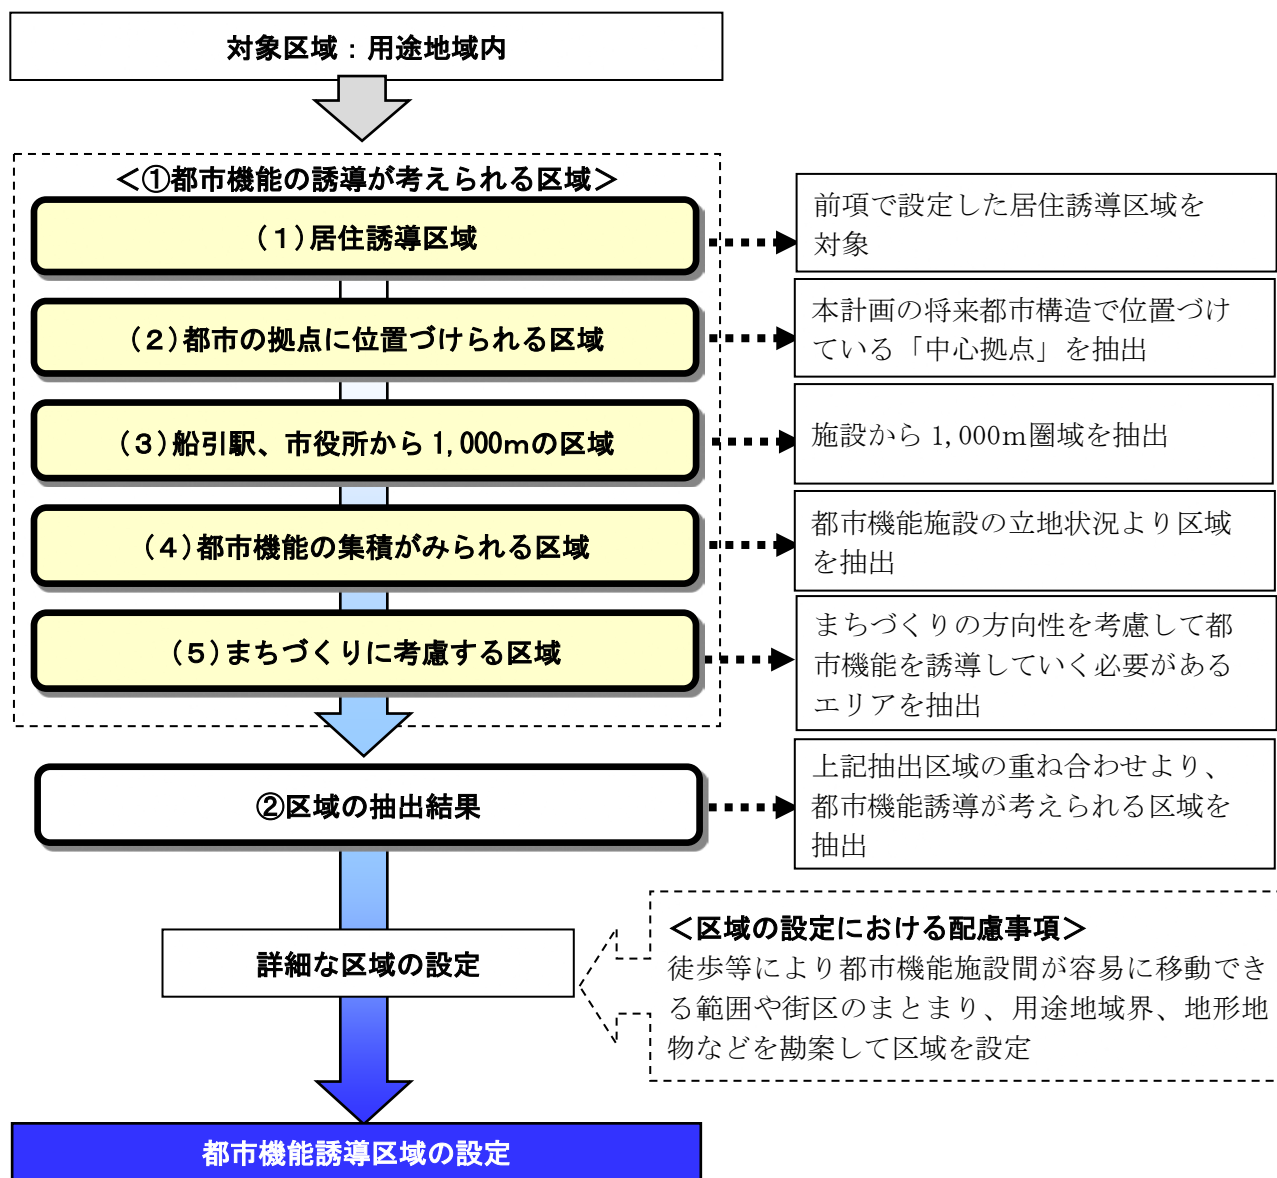 対象区域：用途地域内
＜①都市機能の誘導が考えられる区域＞
（１）居住誘導区域
前項で設定した居住誘導区域を
対象
（２）都市の拠点に位置づけられる区域
本計画の将来都市構造で位置づけ
ている「中心拠点」を抽出
（３）船引駅、市役所から 1,000ｍの区域
施設から 1,000ｍ圏域を抽出
（４）都市機能の集積がみられる区域
都市機能施設の立地状況より区域
を抽出
（５）まちづくりに考慮する区域
まちづくりの方向性を考慮して都
市機能を誘導していく必要がある
エリアを抽出
②区域の抽出結果
上記抽出区域の重ね合わせより、
都市機能誘導が考えられる区域を
抽出
詳細な区域の設定
＜区域の設定における配慮事項＞
徒歩等により都市機能施設間が容易に移動でき
る範囲や街区のまとまり、用途地域界、地形地
物などを勘案して区域を設定
都市機能誘導区域の設定